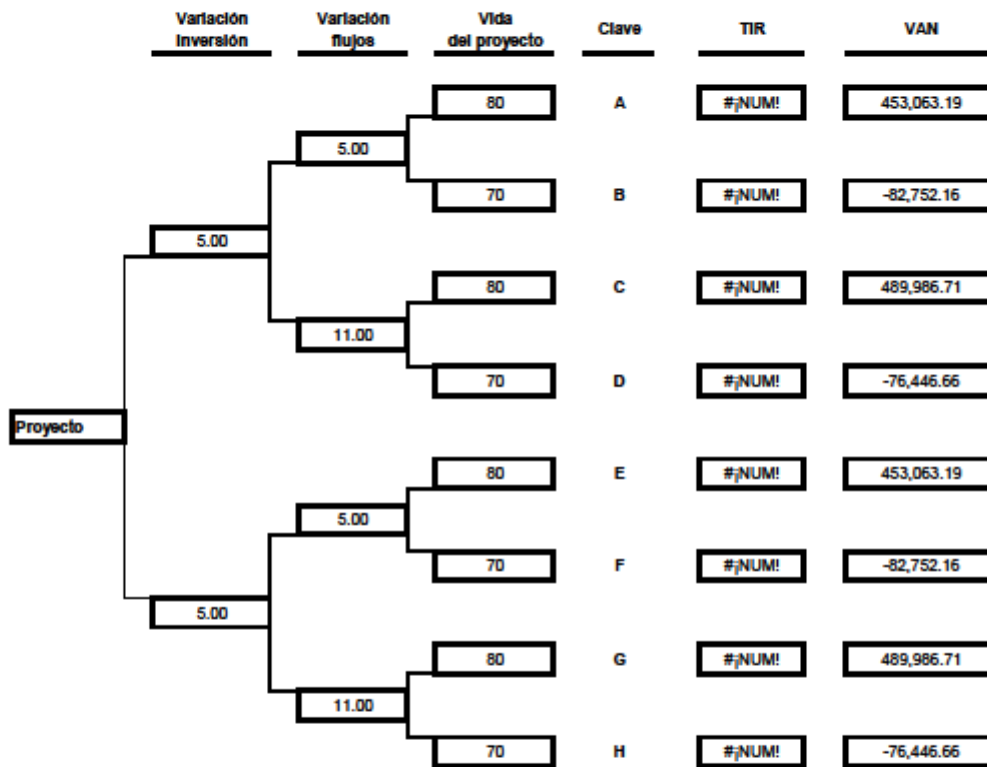 Variación inversión
Variación flujos
Vida del proyecto
Clave
TIR
VAN
80
A
#¡NUM!
453,063.19
5.00
70
B
#¡NUM!
-82,752.16
5.00
80
C
#¡NUM!
489,986.71
11.00
70
D
#¡NUM!
-76,446.66
Proyecto
80
E
#¡NUM!
453,063.19
5.00
70
F
#¡NUM!
-82,752.16
5.00
80
G
#¡NUM!
489,986.71
11.00
70
H
#¡NUM!
-76,446.66